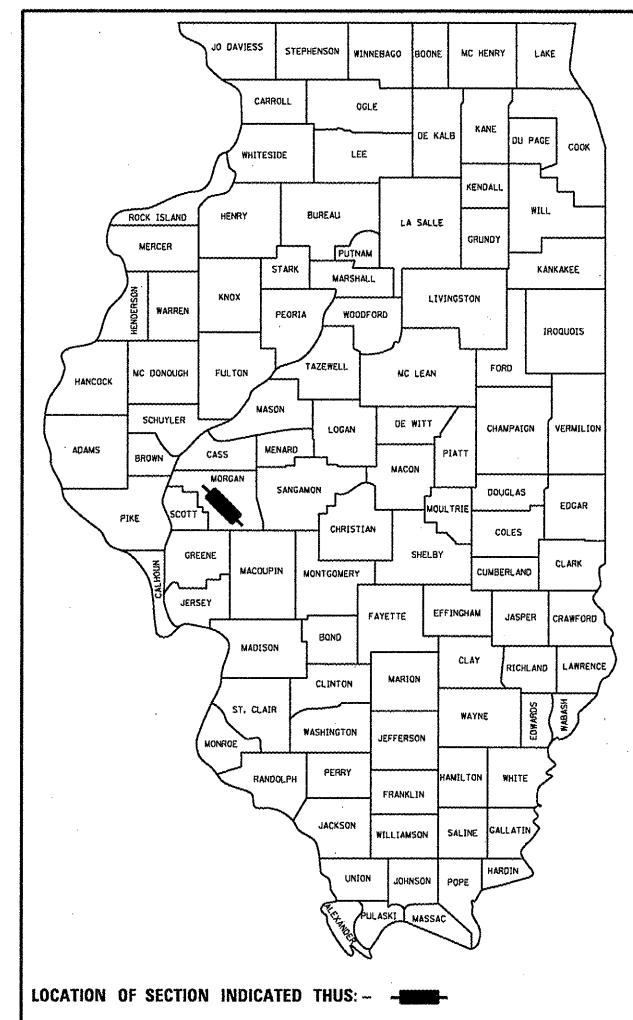 JO DAVIESS STEPHENSON WINNEBAGO BOONE MC HENRY LAKE
CARROLL OGLE DE KALB KANE DU PAGE COOK
WHITESIDE LEE
KENDALL WILL
ROCK ISLAND HENRY BUREAU LA SALLE GRUNDY
MERCER PUTNAM KANKAKEE
STARK MARSHALL
HENDERSON WARREN KNOX PEORIA WOODFORD LIVINGSTON IROQUOIS
HANCOCK MC DONOUGH FULTON TAZEWELL MC LEAN FORD
SCHUYLER MASON LOGAN DE WITT CHAMPAIGN VERMILION
ADAMS BROWN CASS MENARD PIATT
MORGAN SANGAMON MACON
PIKE SCOTT CHRISTIAN MOULTRIE DOUGLAS EDGAR
COLES
GREENE MACOUPIN SHELBY
CALHOUN MONTGOMERY CUMBERLAND CLARK
JERSEY FAYETTE EFFINGHAM JASPER CRAWFORD
MADISON BOND
CLAY RICHLAND LAWRENCE
CLINTON MARION
ST. CLAIR WAYNE EDWARDS WABASH
MONROE WASHINGTON JEFFERSON
RANDOLPH PERRY HAMILTON WHITE
FRANKLIN
JACKSON WILLIAMSON SALINE GALLATIN
UNION JOHNSON POPE HARDIN
ALEXANDER PULASKI MASSAC
LOCATION OF SECTION INDICATED THUS: -